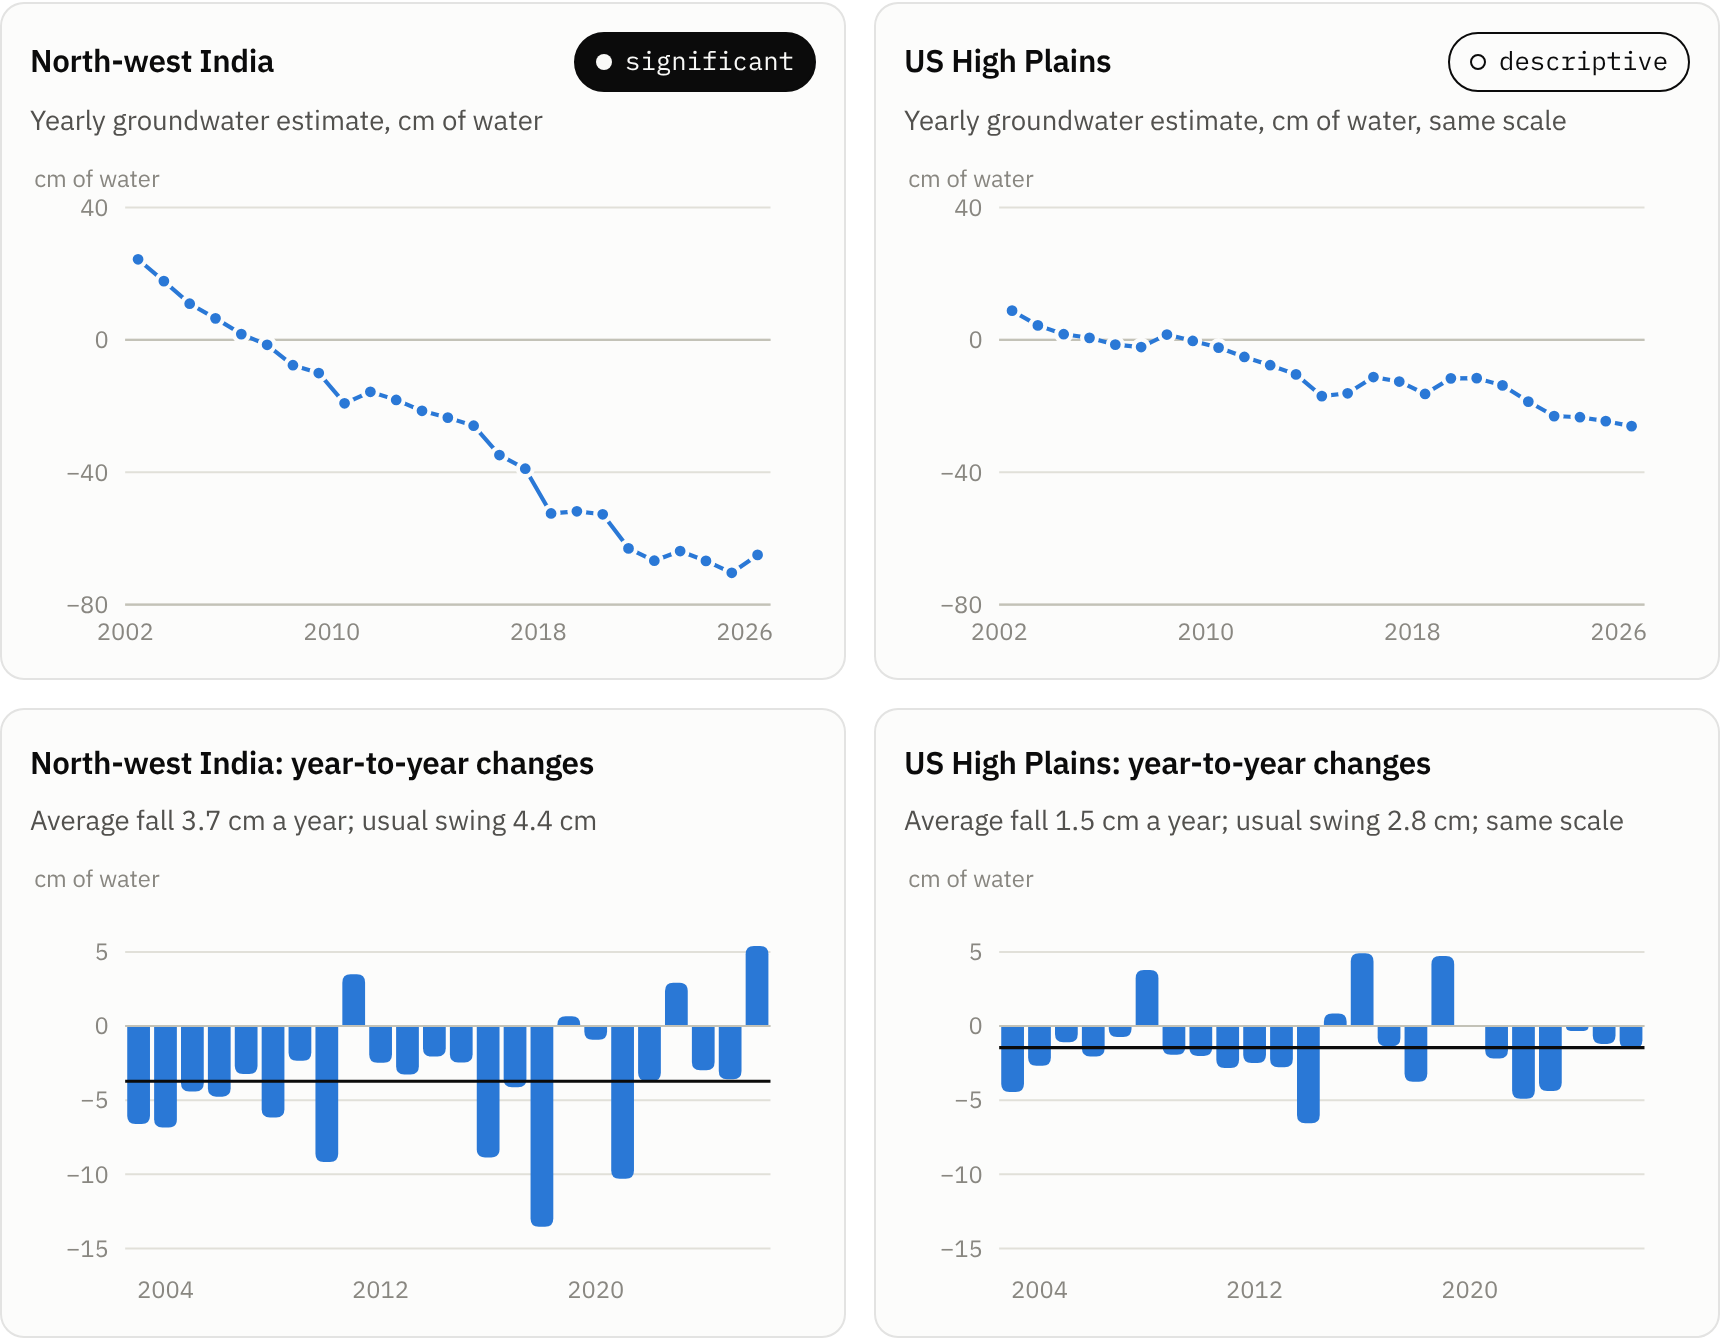 North-west India
significant
Yearly groundwater estimate, cm of water
cm of water
40
0
−40
−80
2002 2010 2018 2026
US High Plains
descriptive
Yearly groundwater estimate, cm of water, same scale
cm of water
40
0
−40
−80
2002 2010 2018 2026
North-west India: year-to-year changes
Average fall 3.7 cm a year; usual swing 4.4 cm
cm of water
5
0
−5
−10
−15
2004 2012 2020
US High Plains: year-to-year changes
Average fall 1.5 cm a year; usual swing 2.8 cm; same scale
cm of water
5
0
−5
−10
−15
2004 2012 2020